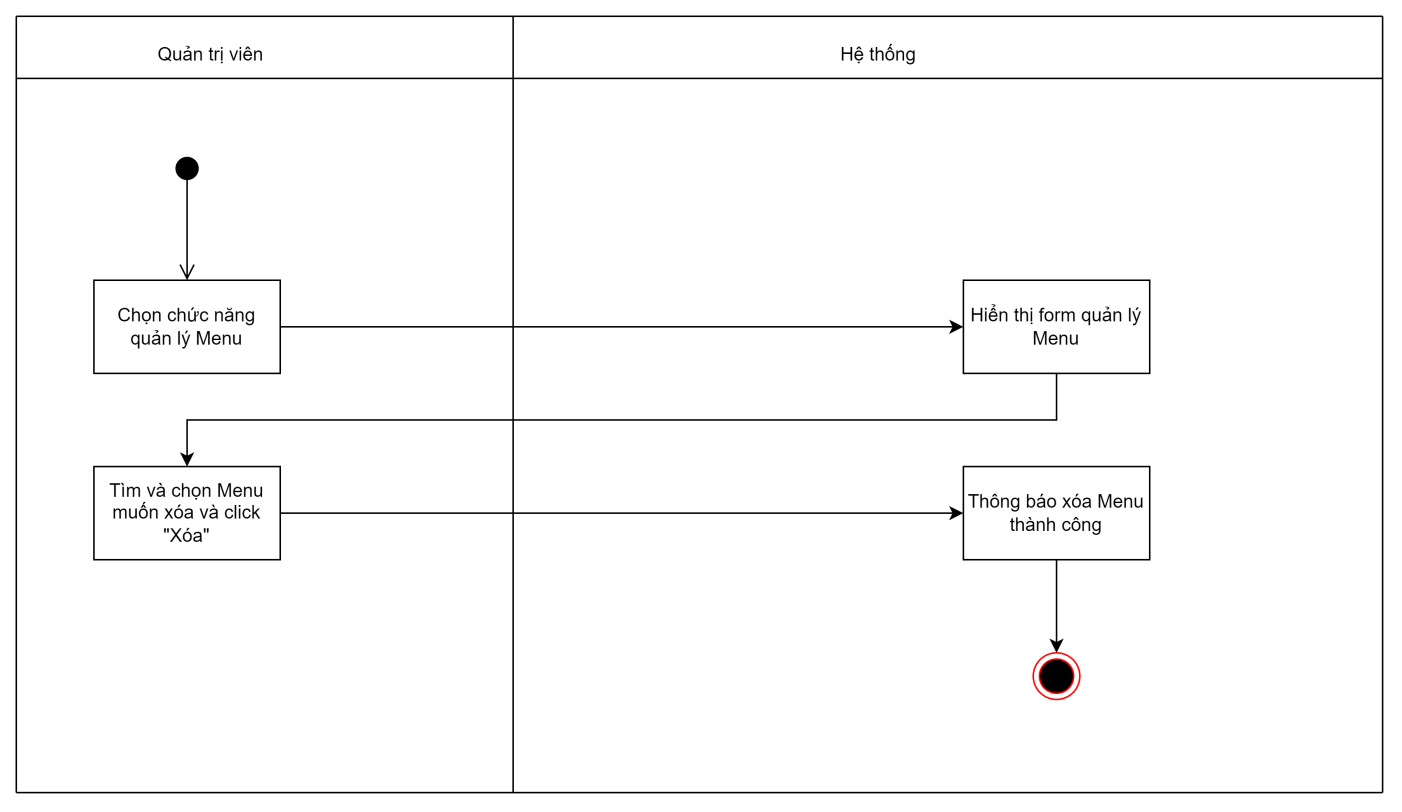 Quản trị viên
Hệ thống
Chọn chức năng
quản lý Menu
Hiển thị form quản lý
Menu
Tìm và chọn Menu
muốn xóa và click
"Xóa"
Thông báo xóa Menu
thành công